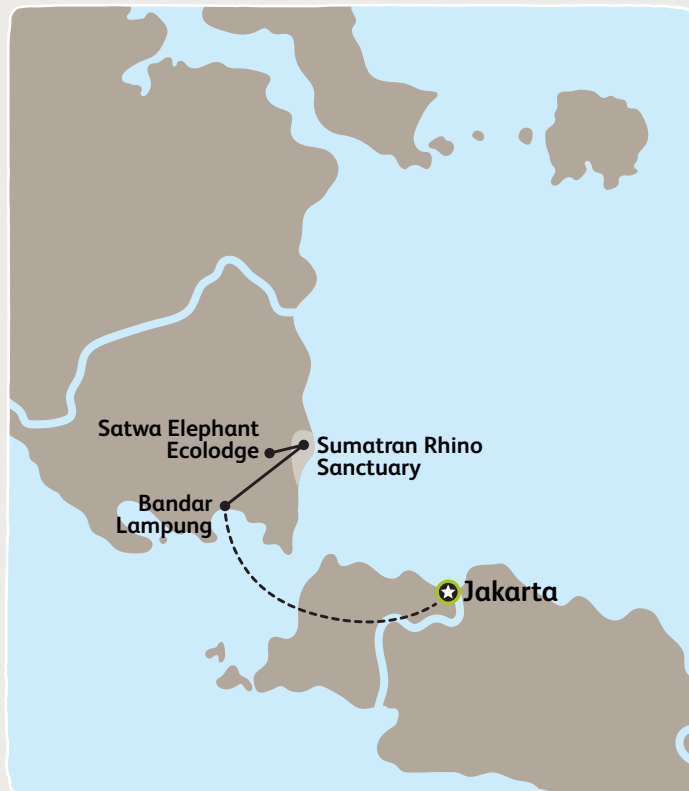 Satwa Elephant
Ecolodge
Sumatran Rhino
Sanctuary
Bandar
Lampung
Jakarta